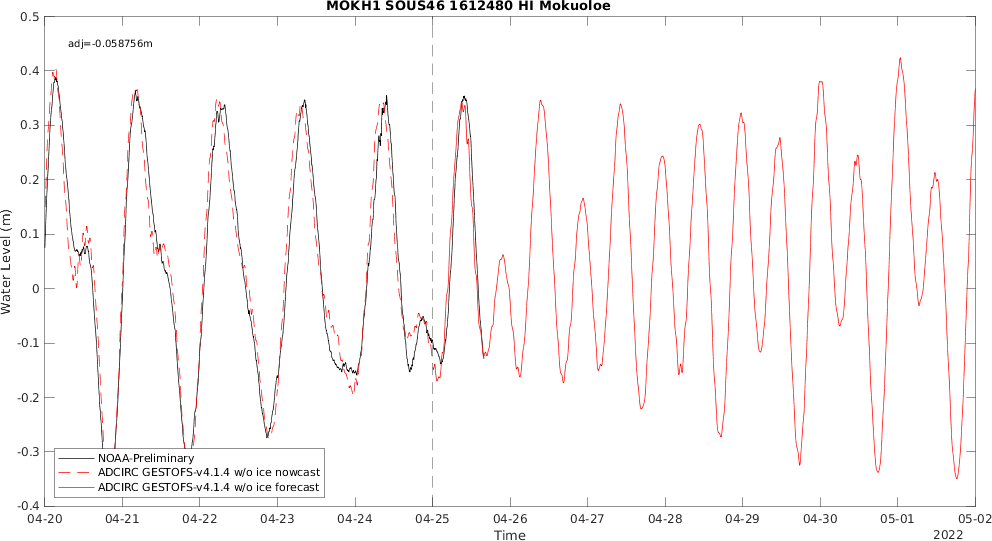 MOKH1 SOUS46 1612480 HI Mokuoloe
adj=-0.058756m
0.5
0.4
0.3
0.2
0.1
0
-0.1
-0.2
-0.3
-0.4
Water Level (m)
NOAA-Preliminary
ADCIRC GESTOFS-v4.1.4 w/o ice nowcast
ADCIRC GESTOFS-v4.1.4 w/o ice forecast
04-20 04-21 04-22 04-23 04-24 04-25 04-26 04-27 04-28 04-29 04-30 05-01 05-02
Time
2022